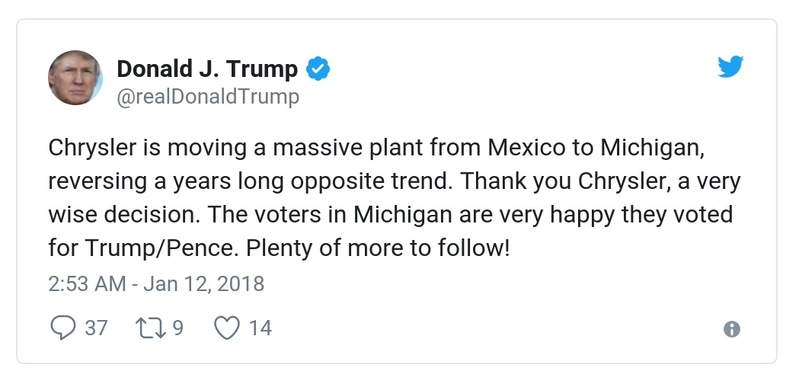 Donald J. Trump
@realDonaldTrump
Chrysler is moving a massive plant from Mexico to Michigan,
reversing a years long opposite trend. Thank you Chrysler, a very
wise decision. The voters in Michigan are very happy they voted
for Trump/Pence. Plenty of more to follow!
2:53 AM - Jan 12, 2018
37 9 14